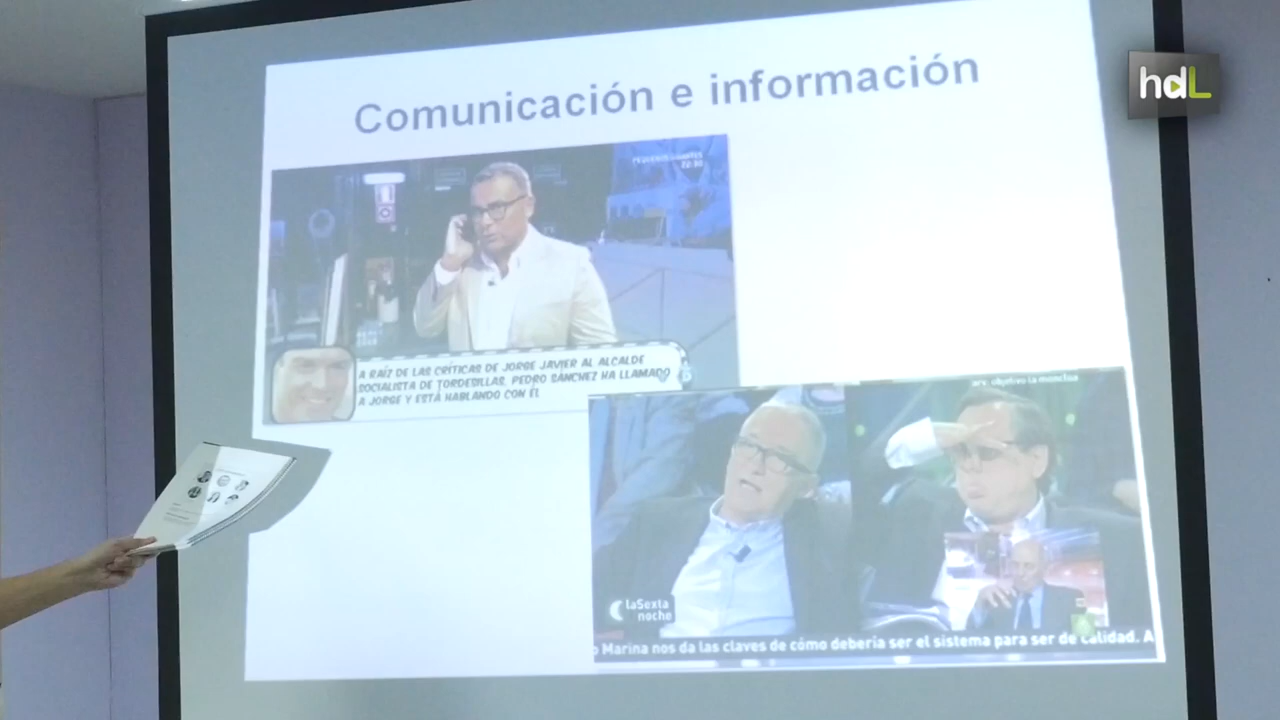 hdL
Comunicación e información
A RAÍZ DE LAS CRÍTICAS DE JORGE JAVIER AL ALCALDE
SOCIALISTA DE TORDESILLAS, PEDRO SÁNCHEZ HA LLAMADO
A JORGE Y ESTÁ HABLANDO CON ÉL
laSexta
noche
o Marina nos da las claves de cómo debería ser el sistema para ser de calidad. A